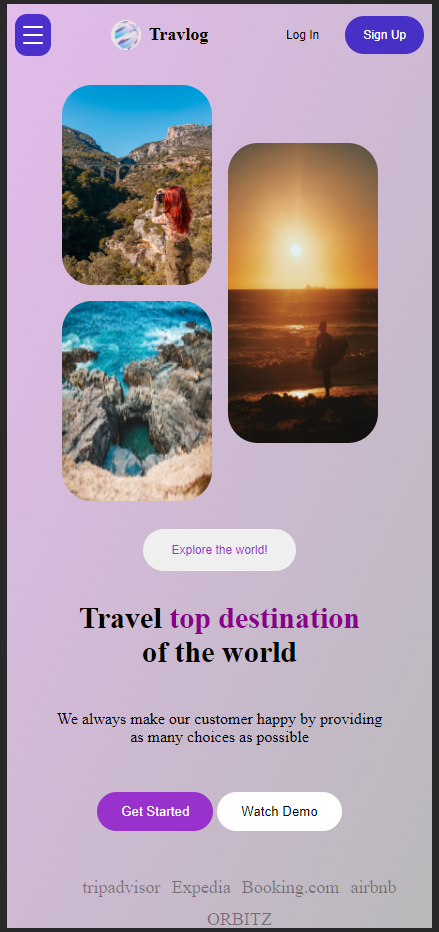 Travlog
Log In
Sign Up
Explore the world!
Travel top destination
of the world
We always make our customer happy by providing
as many choices as possible
Get Started
Watch Demo
tripadvisor Expedia Booking.com airbnb
ORBITZ